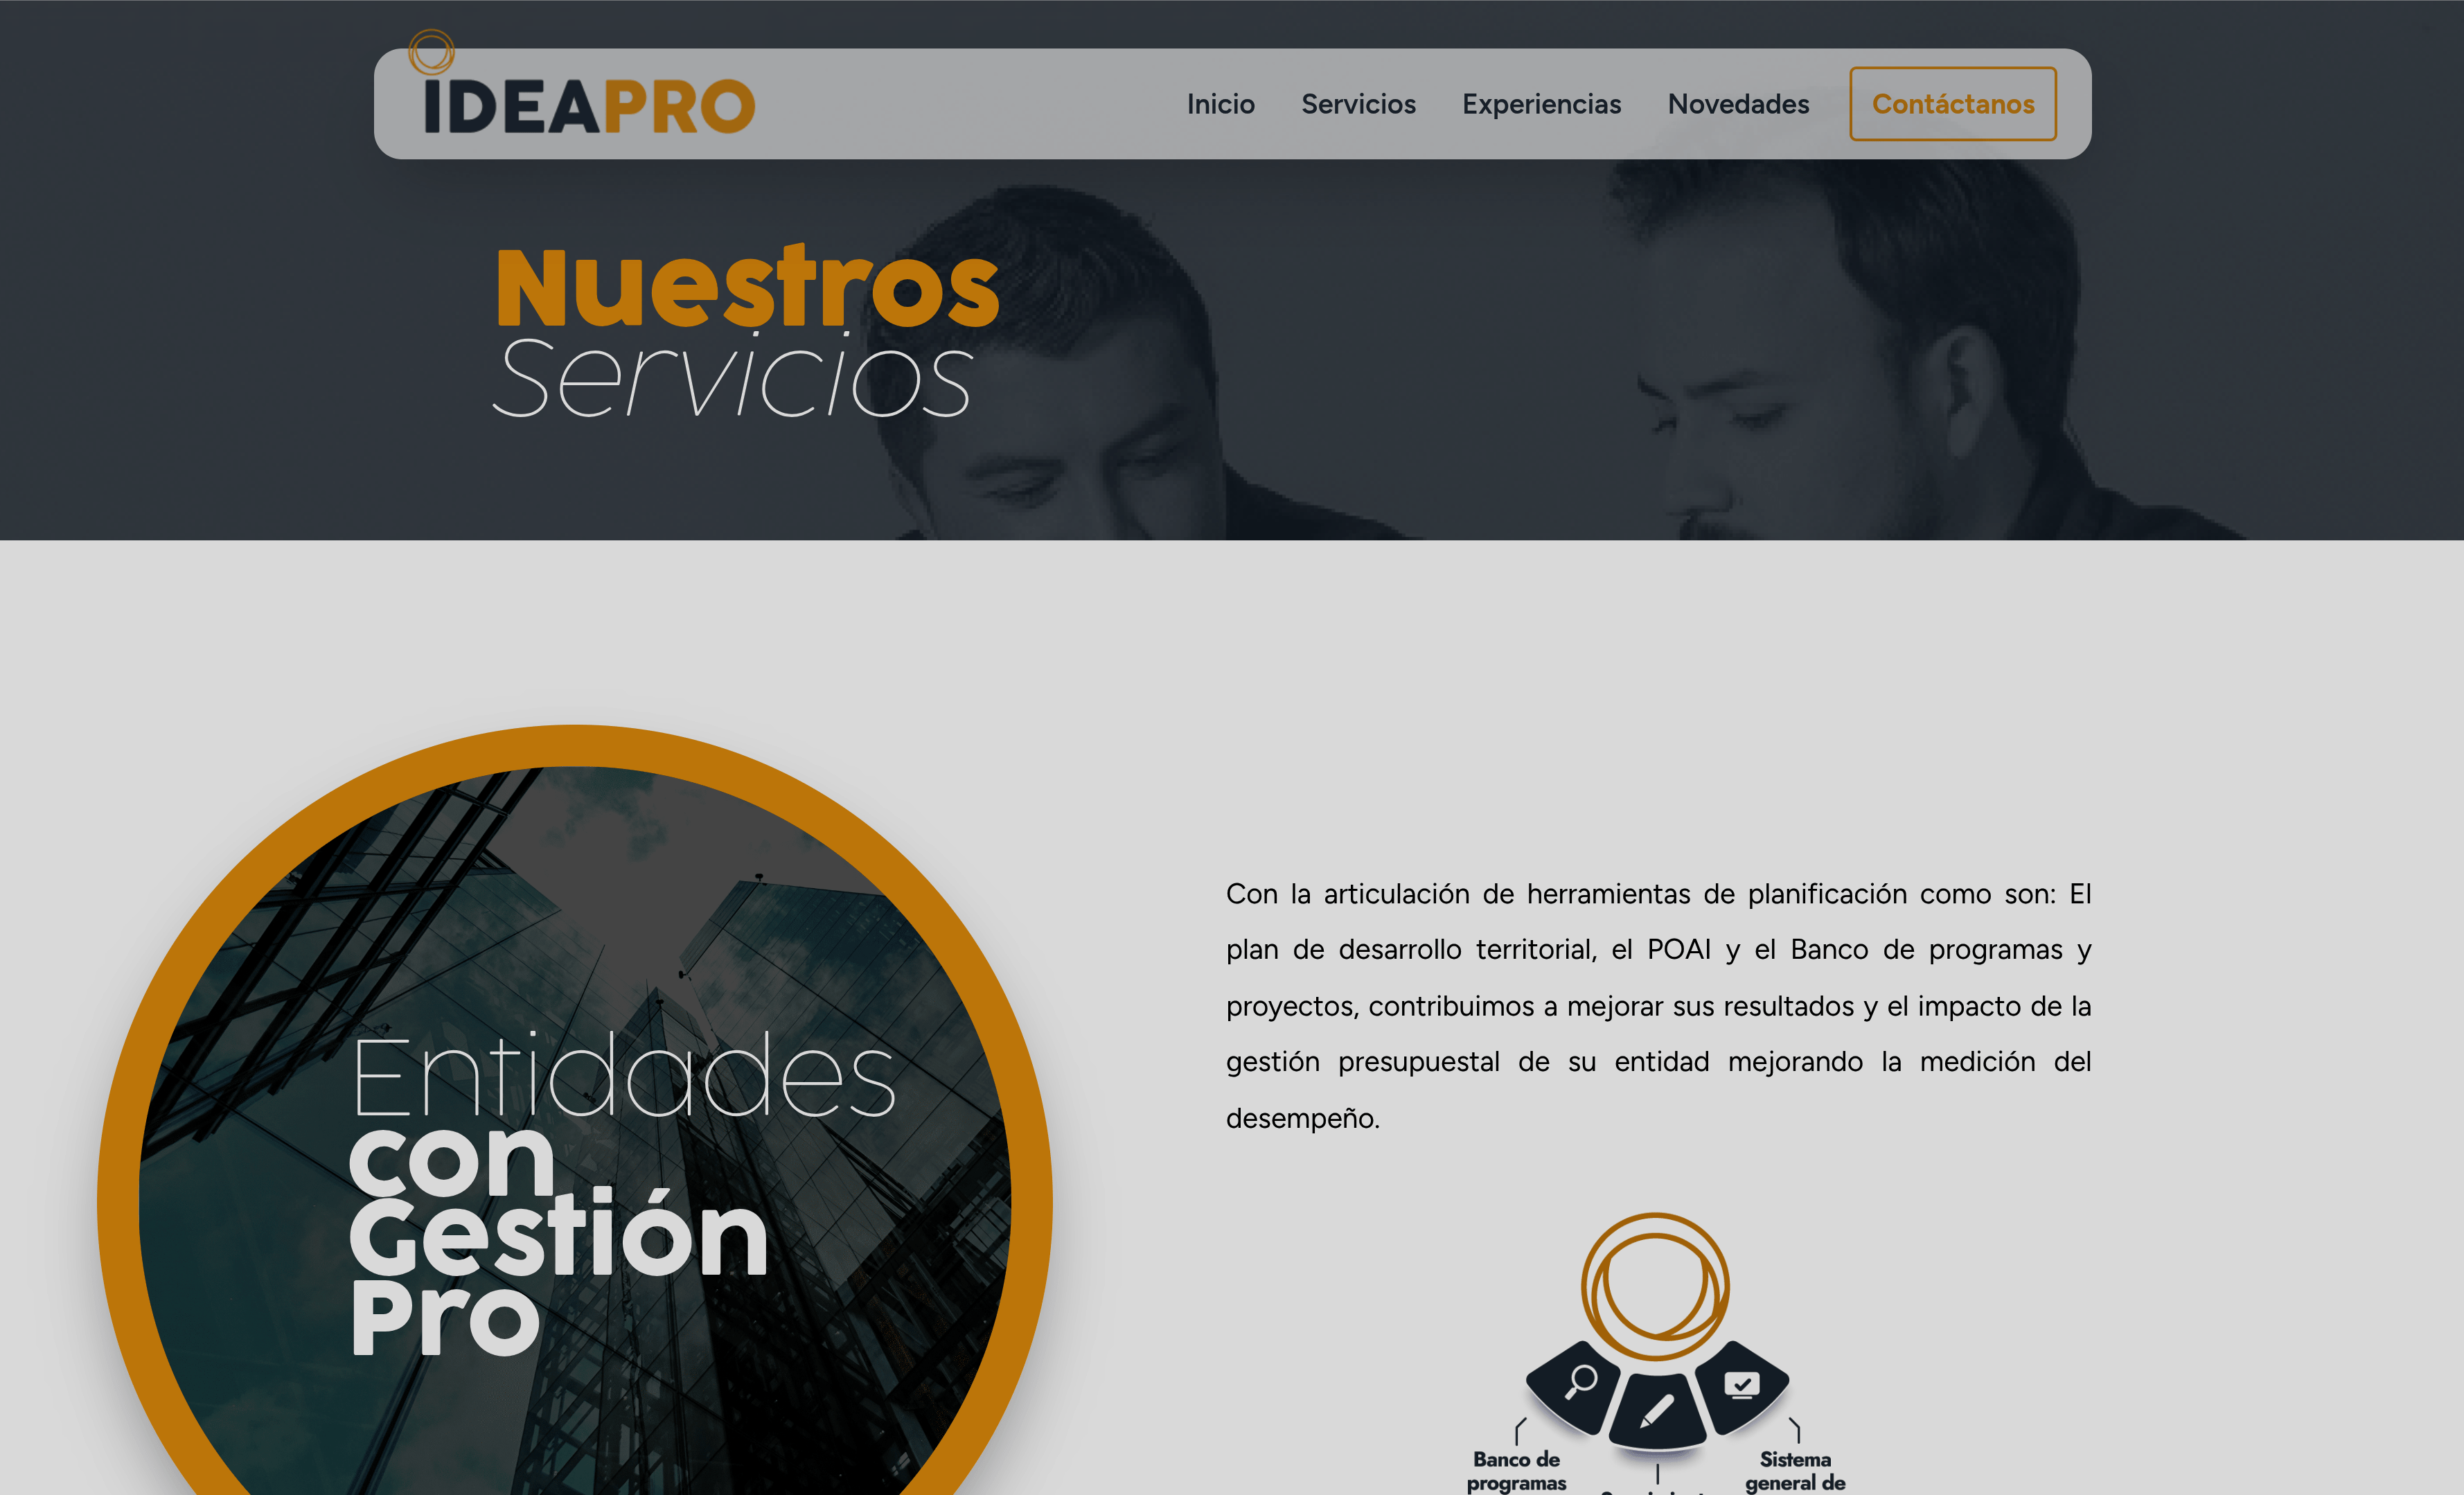 IDEAPRO
Inicio Servicios Experiencias Novedades Contáctanos
Nuestros
Servicios
Entidades
con
Gestión
Pro
Con la articulación de herramientas de planificación como son: El
plan de desarrollo territorial, el POAI y el Banco de programas y
proyectos, contribuimos a mejorar sus resultados y el impacto de la
gestión presupuestal de su entidad mejorando la medición del
desempeño.
Banco de
programas
Sistema
general de